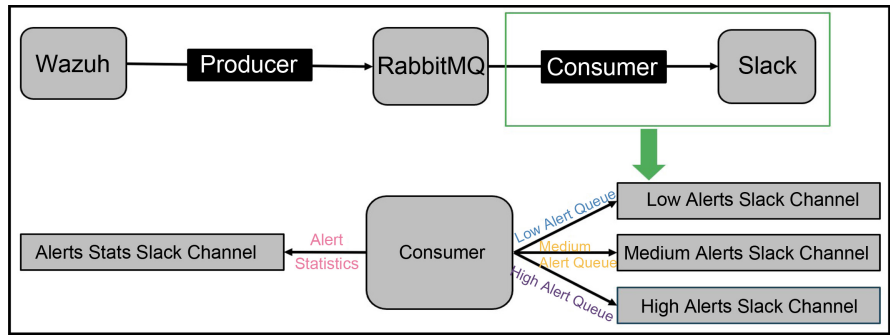 Wazuh
Producer
RabbitMQ
Consumer
Slack
Low Alert Queue
Low Alerts Slack Channel
Alerts Stats Slack Channel
Alert
Statistics
Consumer
Medium
Alert Queue
Medium Alerts Slack Channel
High Alert Queue
High Alerts Slack Channel